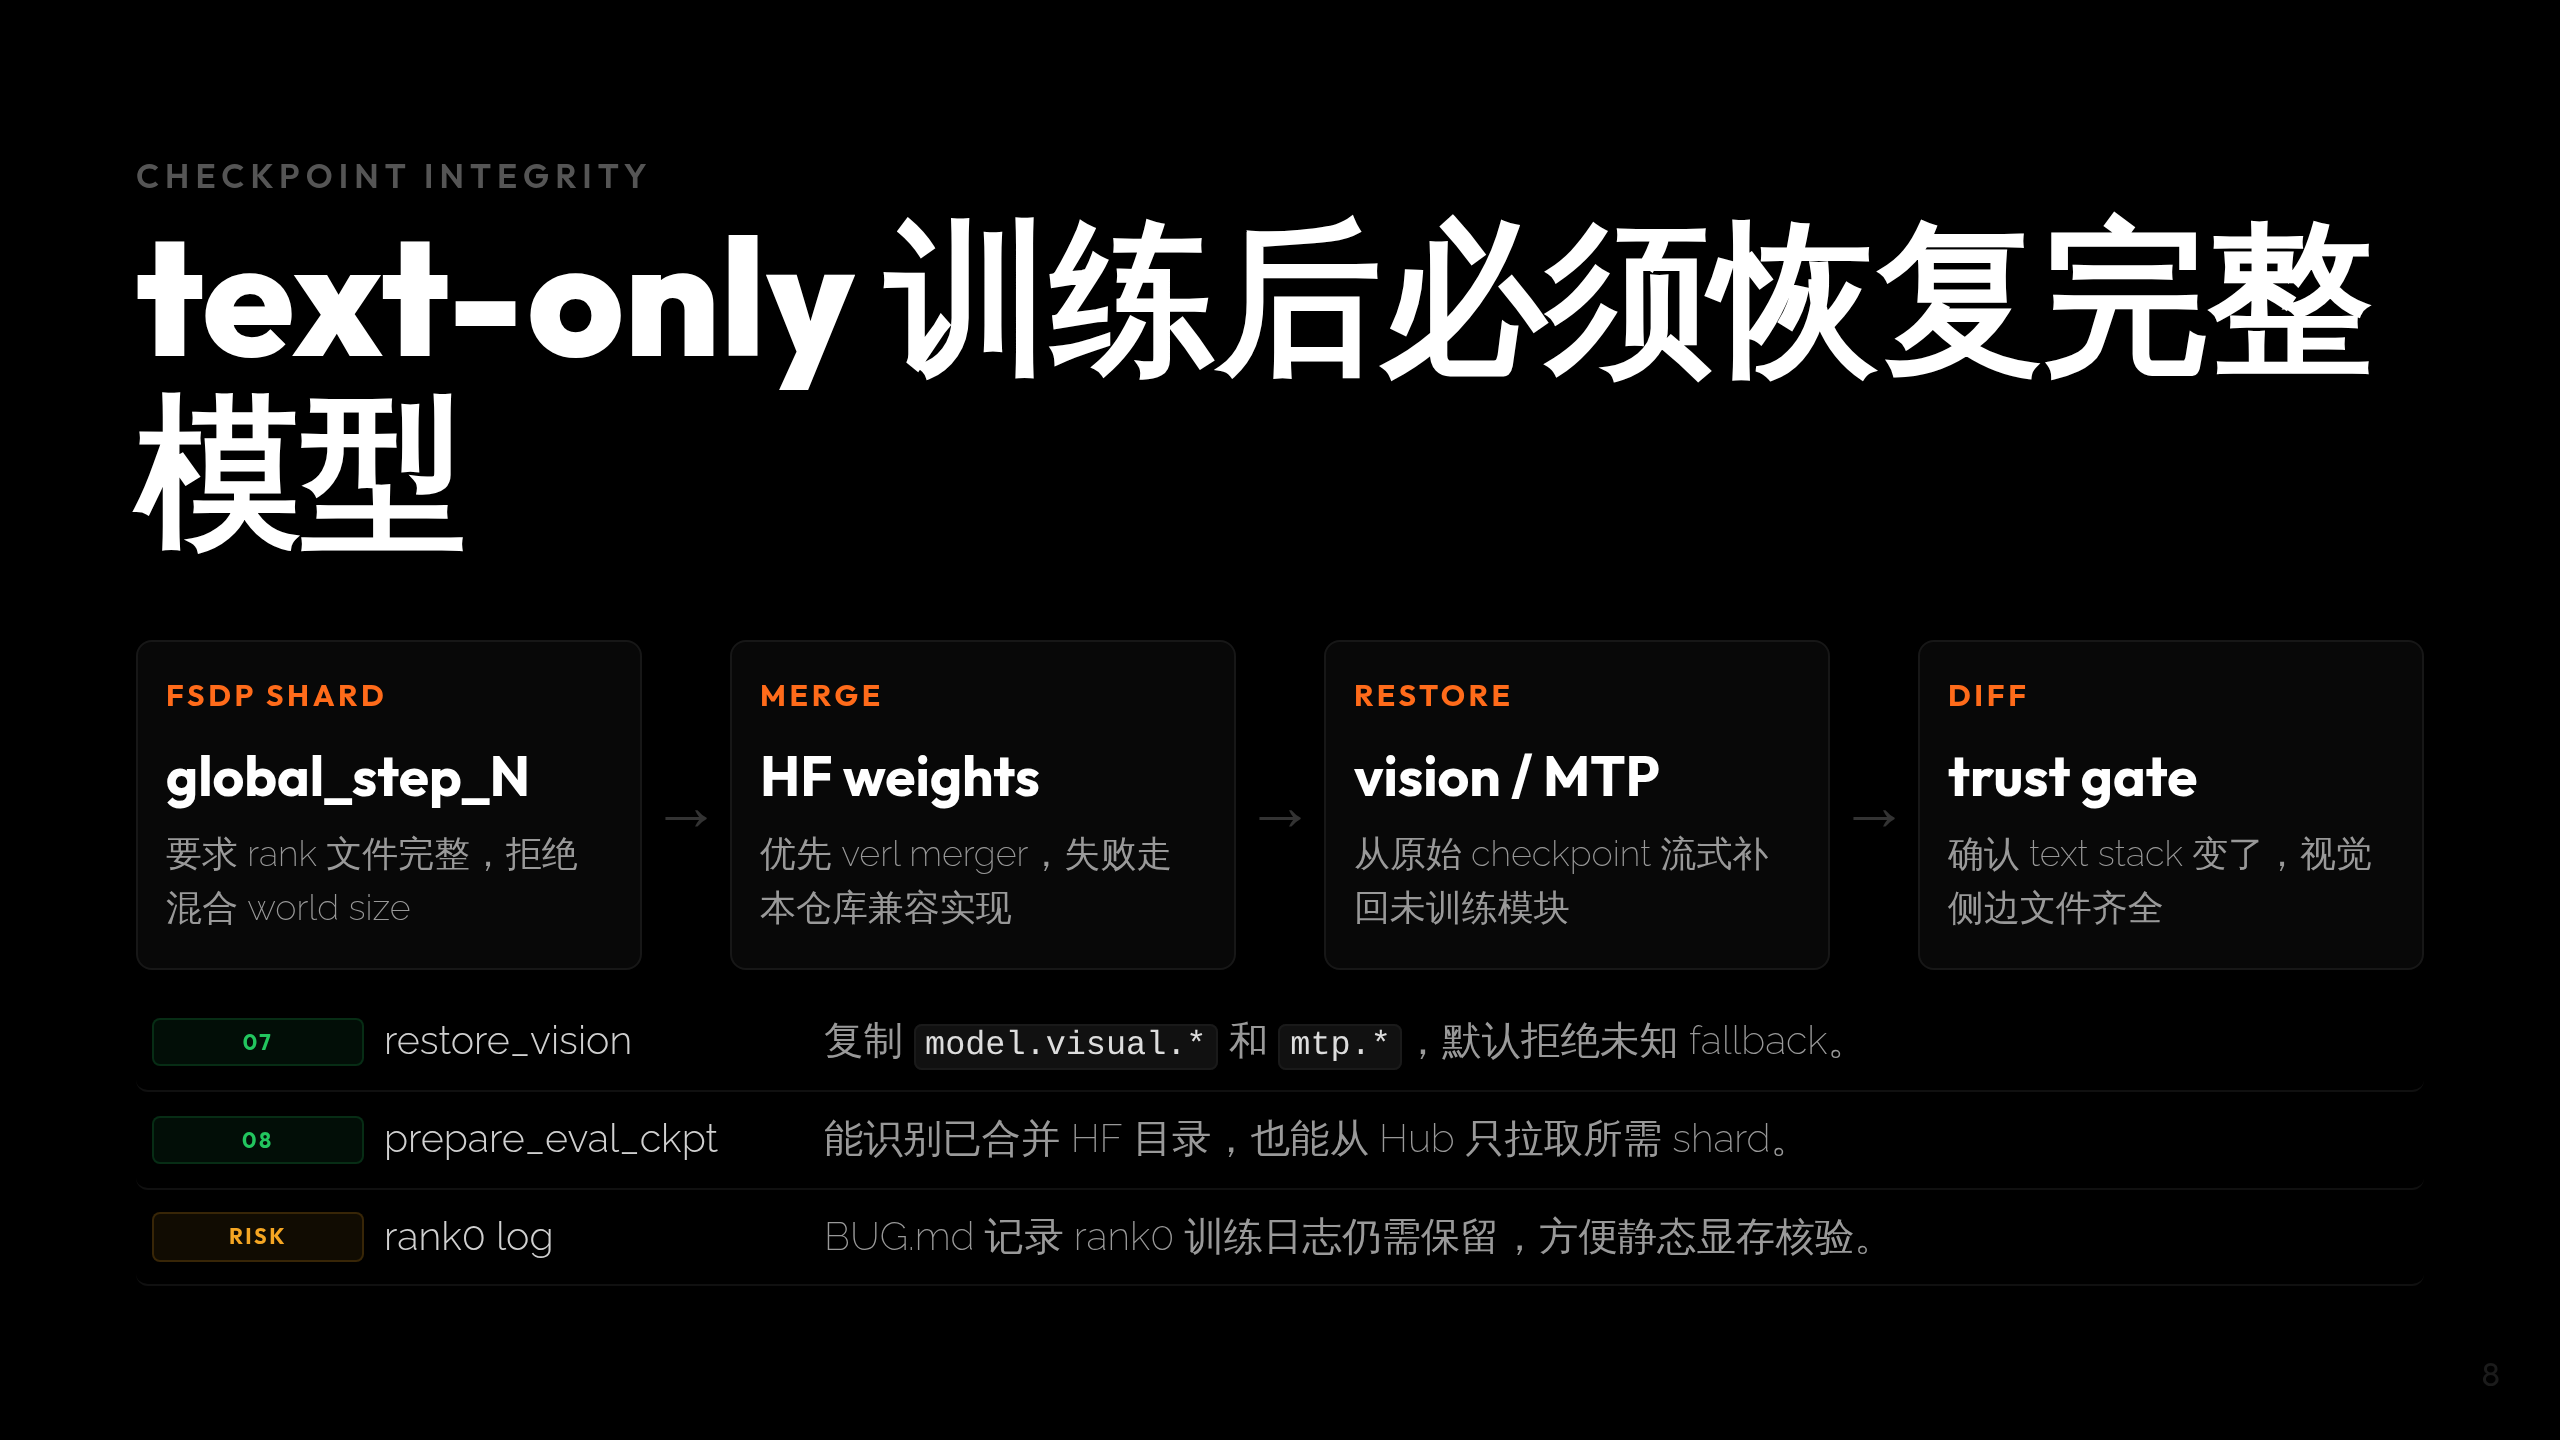 CHECKPOINT INTEGRITY
text-only 训练后必须恢复完整
模型
FSDP SHARD
global_step_N
要求 rank 文件完整，拒绝
混合 world size
→
MERGE
HF weights
优先 verl merger，失败走
本仓库兼容实现
→
RESTORE
vision / MTP
从原始 checkpoint 流式补
回未训练模块
→
DIFF
trust gate
确认 text stack 变了，视觉
侧边文件齐全
07 restore_vision 复制 model.visual.* 和 mtp.*，默认拒绝未知 fallback。
08 prepare_eval_ckpt 能识别已合并 HF 目录，也能从 Hub 只拉取所需 shard。
RISK rank0 log BUG.md 记录 rank0 训练日志仍需保留，方便静态显存核验。
8